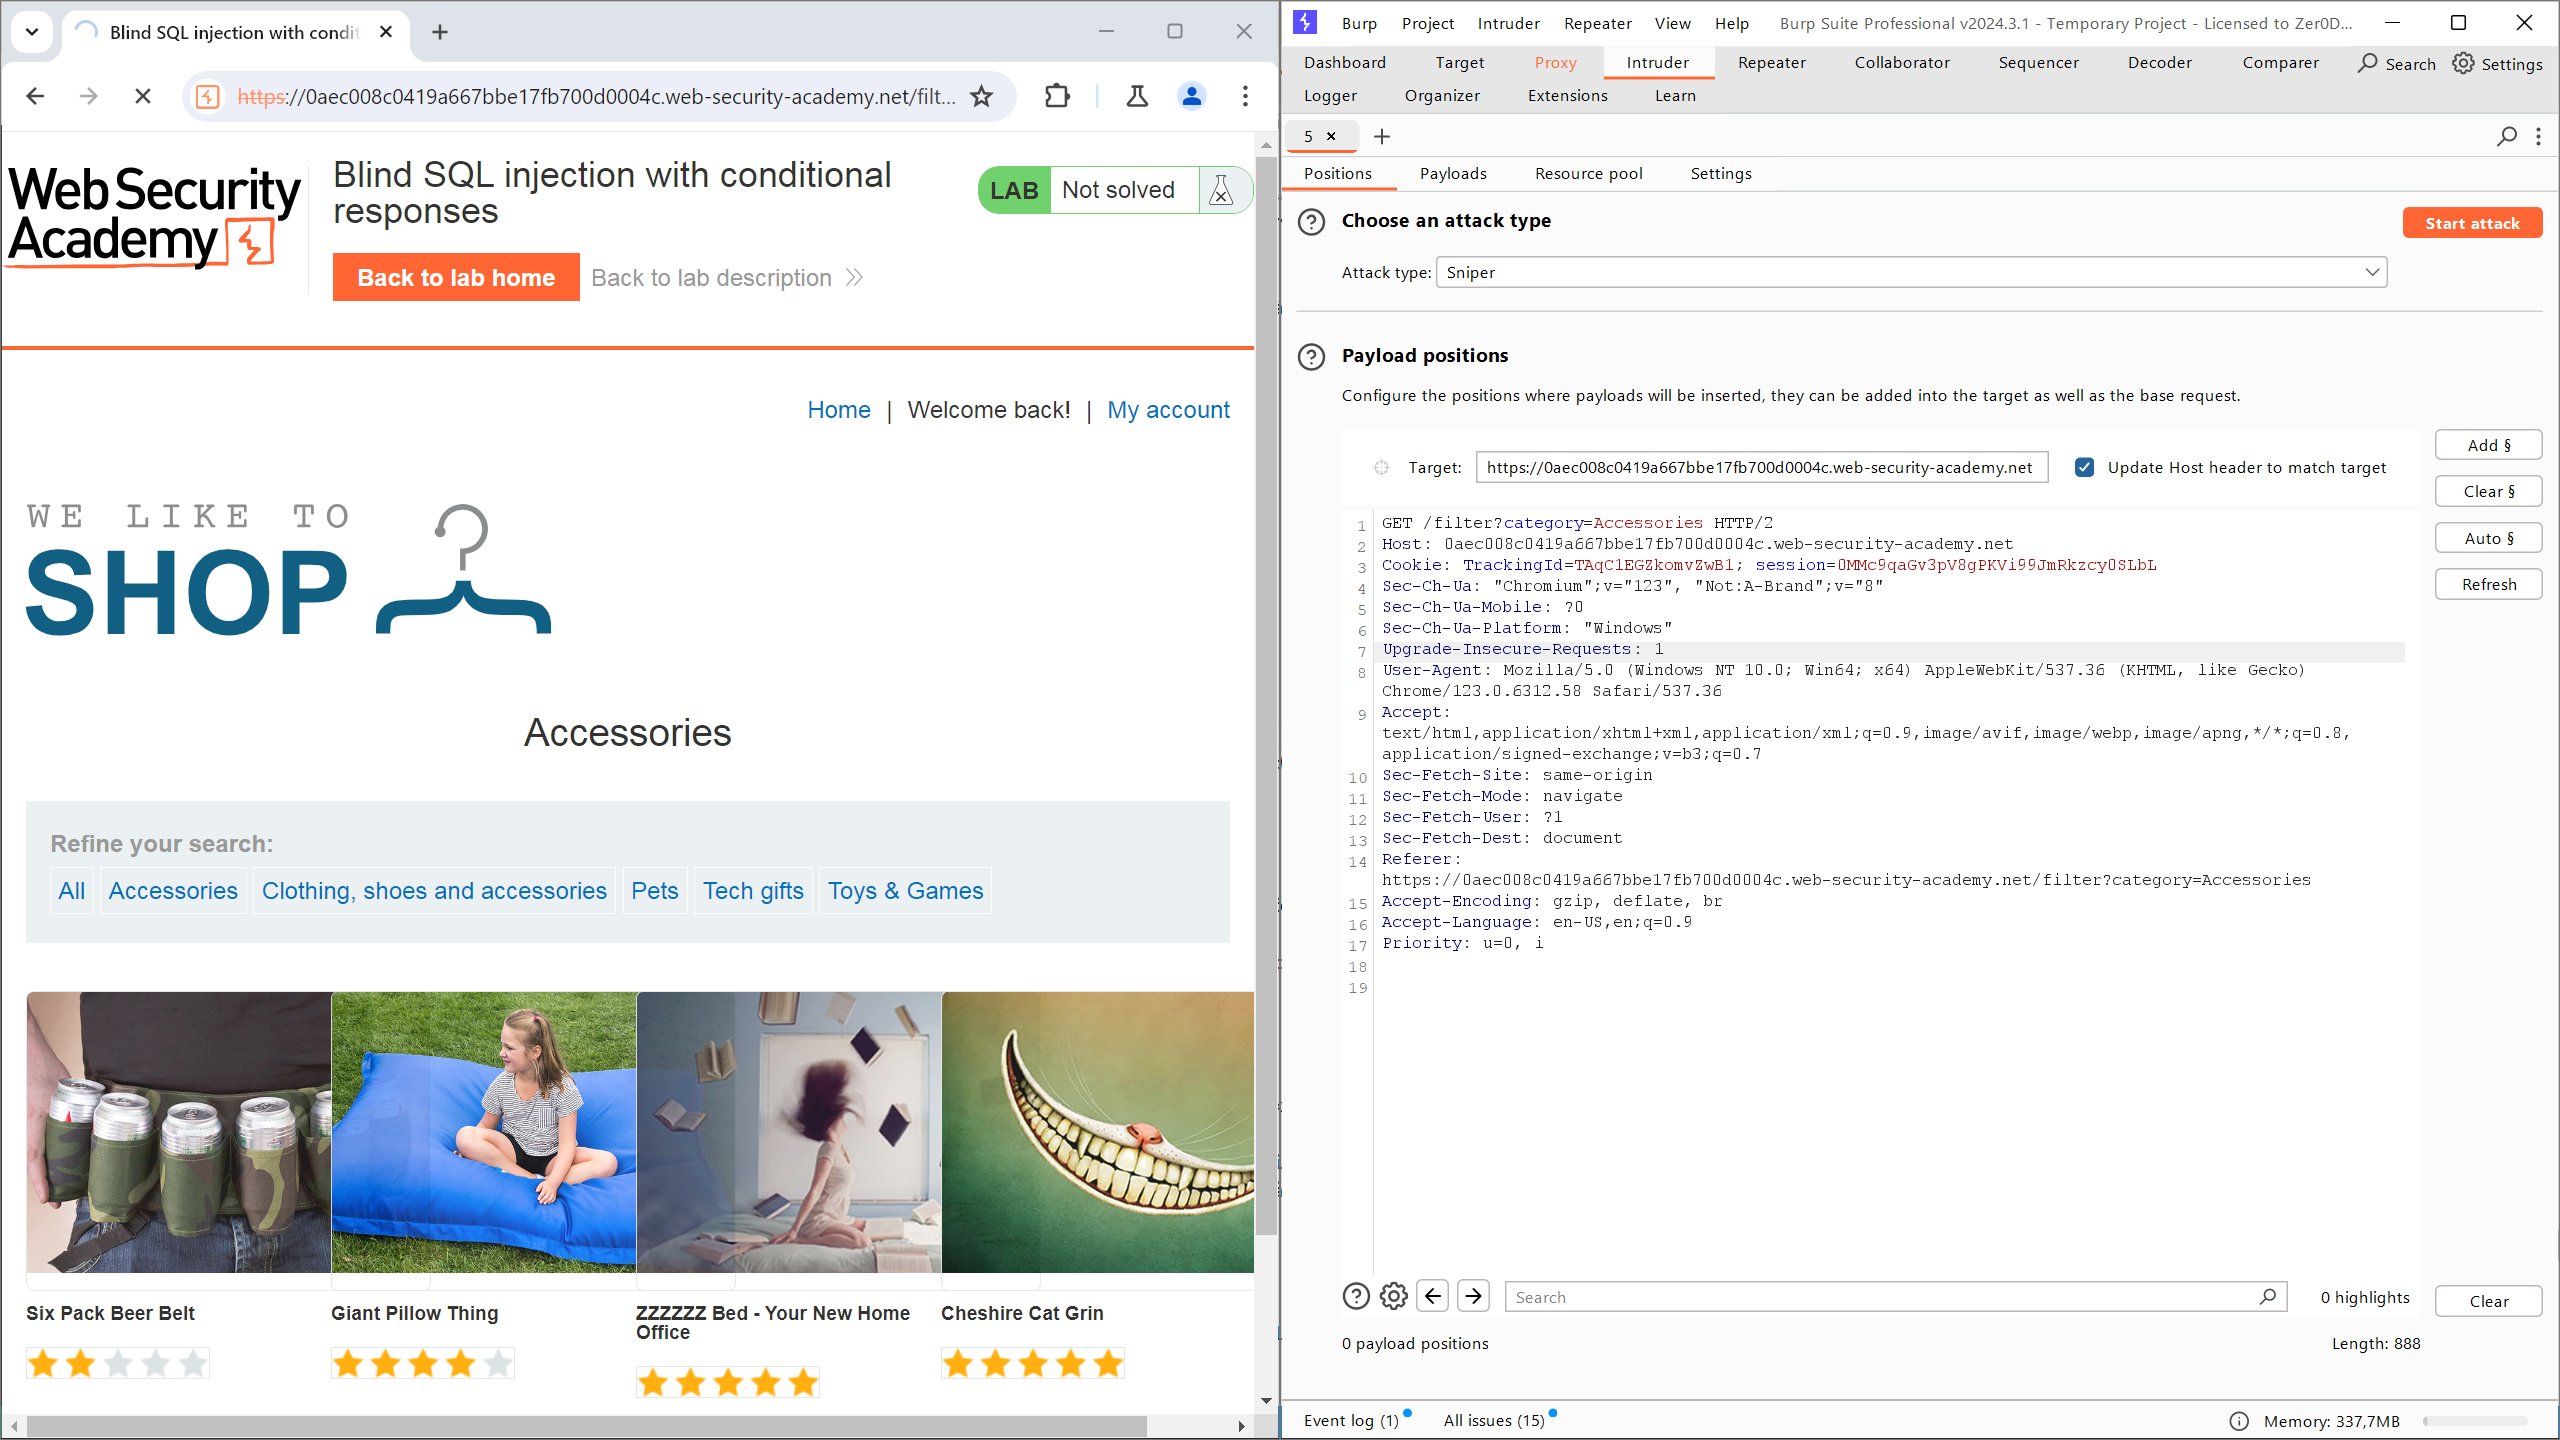 Blind SQL injection with condit
https://0aec008c0419a667bbe17fb700d0004c.web-security-academy.net/filt...
Web Security
Academy
Blind SQL injection with conditional
responses
LAB Not solved
Back to lab home Back to lab description
Home | Welcome back! | My account
WE LIKE TO
SHOP
Accessories
Refine your search:
All Accessories Clothing, shoes and accessories Pets Tech gifts Toys & Games
Six Pack Beer Belt
Giant Pillow Thing
ZZZZZZ Bed - Your New Home
Office
Cheshire Cat Grin
Burp Project Intruder Repeater View Help Burp Suite Professional v2024.3.1 - Temporary Project - Licensed to Zer0D...
Dashboard Target Proxy Intruder Repeater Collaborator Sequencer Decoder Comparer Search Settings
Logger Organizer Extensions Learn
5
Positions Payloads Resource pool Settings
Choose an attack type
Start attack
Attack type: Sniper
Payload positions
Configure the positions where payloads will be inserted, they can be added into the target as well as the base request.
Target: https://0aec008c0419a667bbe17fb700d0004c.web-security-academy.net Update Host header to match target
Add §
Clear §
Auto §
Refresh
1 GET /filter?category=Accessories HTTP/2
2 Host: 0aec008c0419a667bbe17fb700d0004c.web-security-academy.net
3 Cookie: TrackingId=TAqC1EGZkomvZwB1; session=0MMc9qaGv3pV8gPKVi99JmRkzcy0SLbL
4 Sec-Ch-Ua: "Chromium";v="123", "Not:A-Brand";v="8"
5 Sec-Ch-Ua-Mobile: ?0
6 Sec-Ch-Ua-Platform: "Windows"
7 Upgrade-Insecure-Requests: 1
8 User-Agent: Mozilla/5.0 (Windows NT 10.0; Win64; x64) AppleWebKit/537.36 (KHTML, like Gecko)
Chrome/123.0.6312.58 Safari/537.36
9 Accept:
text/html,application/xhtml+xml,application/xml;q=0.9,image/avif,image/webp,image/apng,*/*;q=0.8,
application/signed-exchange;v=b3;q=0.7
10 Sec-Fetch-Site: same-origin
11 Sec-Fetch-Mode: navigate
12 Sec-Fetch-User: ?1
13 Sec-Fetch-Dest: document
14 Referer:
https://0aec008c0419a667bbe17fb700d0004c.web-security-academy.net/filter?category=Accessories
15 Accept-Encoding: gzip, deflate, br
16 Accept-Language: en-US,en;q=0.9
17 Priority: u=0, i
18
19
Search 0 highlights Clear
0 payload positions Length: 888
Event log (1) All issues (15) Memory: 337,7MB